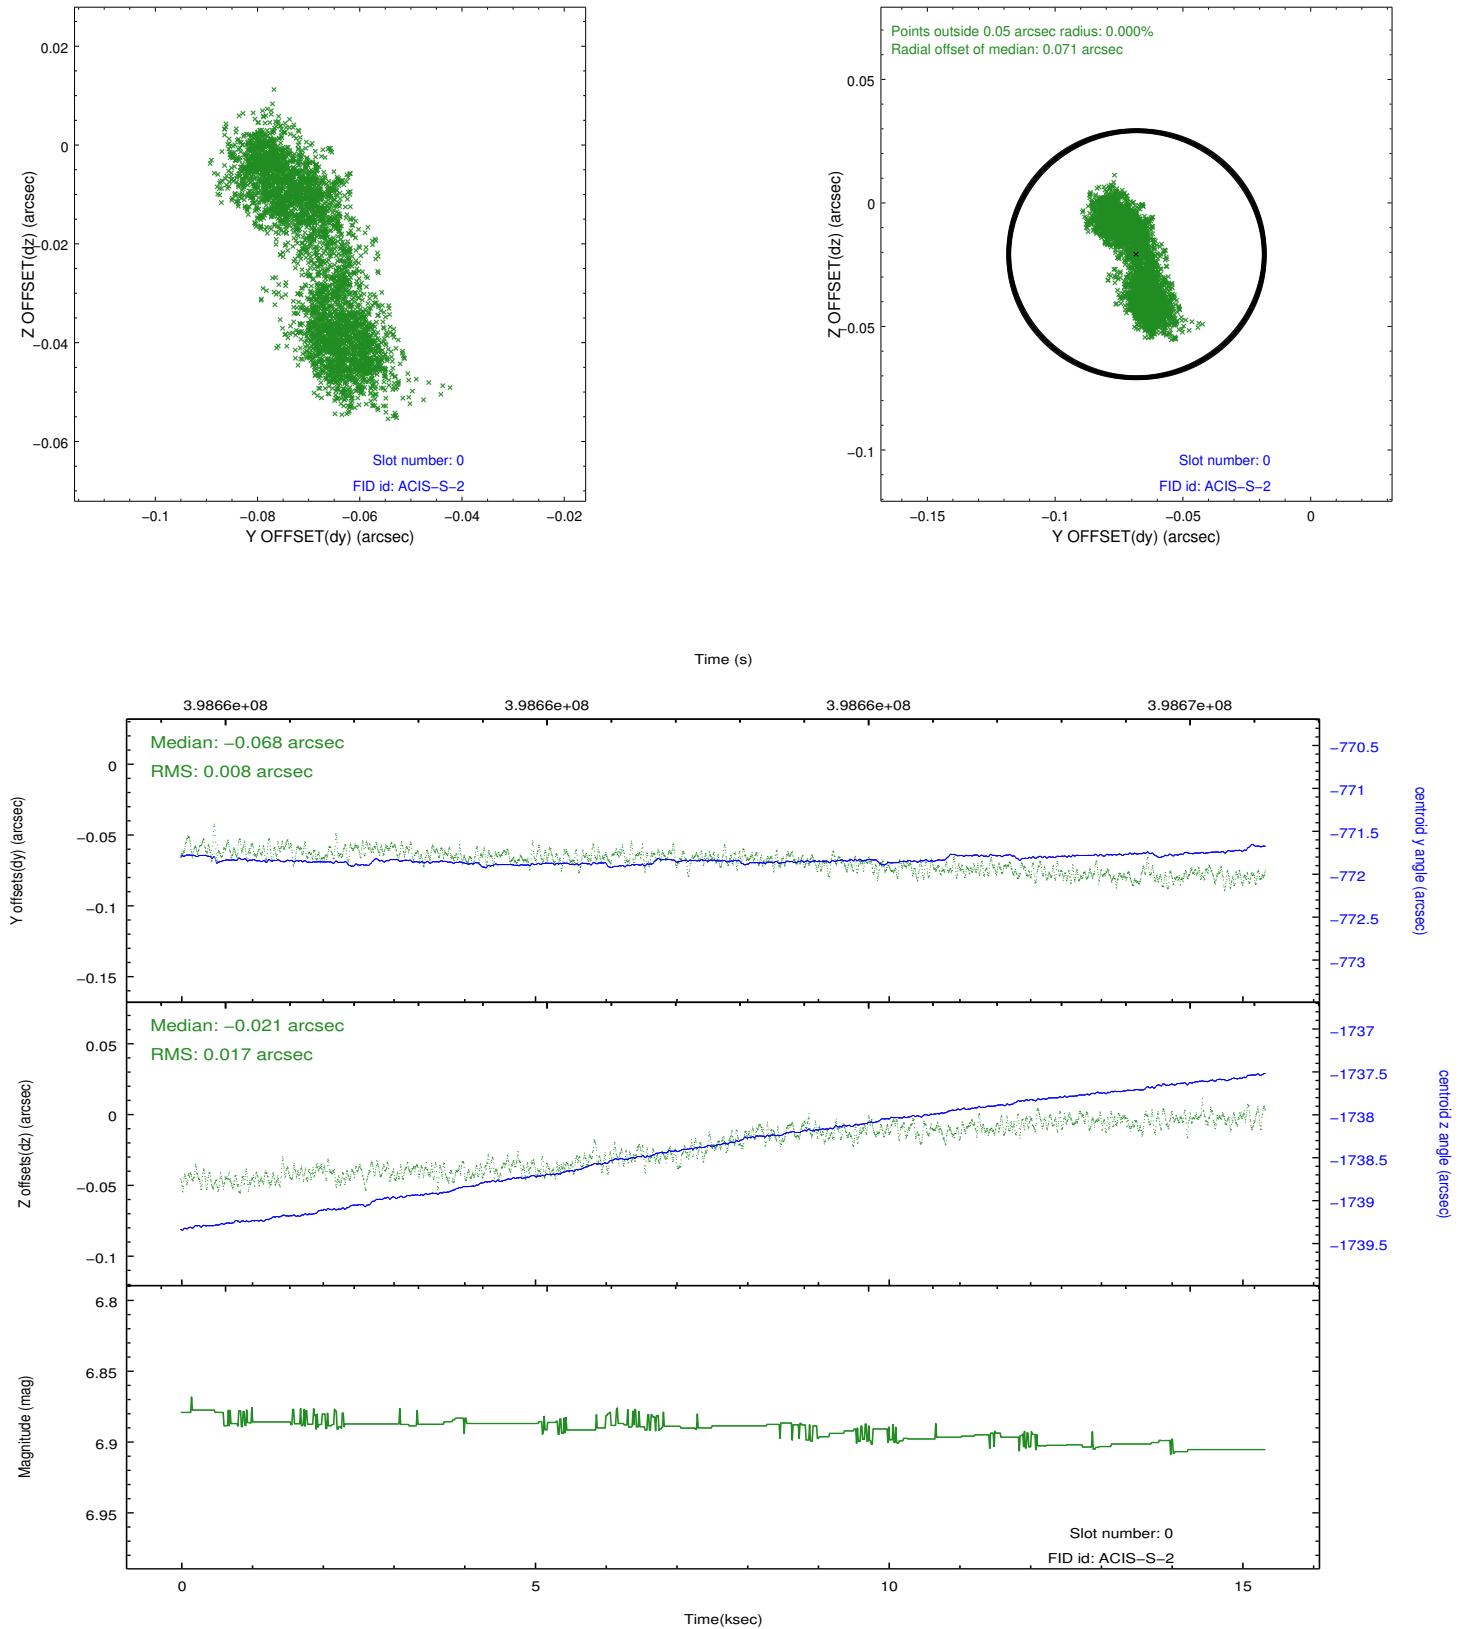 0.02
0
−0.02
−0.04
−0.06
Z OFFSET(dz) (arcsec)
Slot number: 0
FID id: ACIS−S−2
−0.1
−0.08
−0.06
−0.04
−0.02
Y OFFSET(dy) (arcsec)
Points outside 0.05 arcsec radius: 0.000%
Radial offset of median: 0.071 arcsec
0.05
0
−0.05
−0.1
Z OFFSET(dz) (arcsec)
Slot number: 0
FID id: ACIS−S−2
−0.15
−0.1
−0.05
0
Y OFFSET(dy) (arcsec)
Time (s)
3.9866e+08
3.9866e+08
3.9866e+08
3.9867e+08
Median: −0.068 arcsec
RMS: 0.008 arcsec
0
−0.05
−0.1
−0.15
Y offsets(dy) (arcsec)
−770.5
−771
−771.5
−772
−772.5
−773
centroid y angle (arcsec)
Median: −0.021 arcsec
RMS: 0.017 arcsec
0.05
0
−0.05
−0.1
Z offsets(dz) (arcsec)
−1737
−1737.5
−1738
−1738.5
−1739
−1739.5
centroid z angle (arcsec)
6.8
6.85
6.9
6.95
Magnitude (mag)
Slot number: 0
FID id: ACIS−S−2
0
5
10
15
Time(ksec)